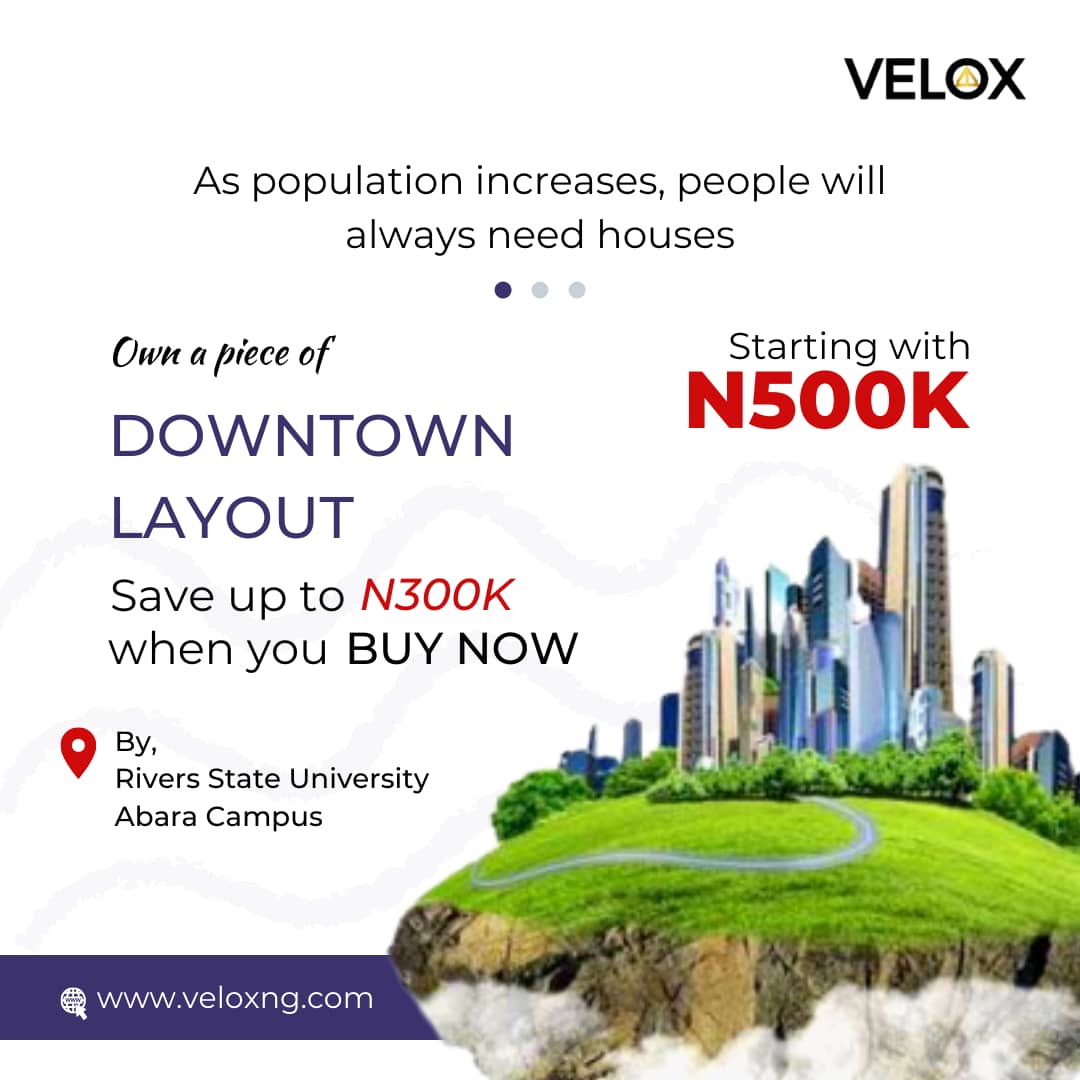 VELOX
As population increases, people will
always need houses
Own a piece of
DOWNTOWN
LAYOUT
Starting with
N500K
Save up to N300K
when you BUY NOW
By,
Rivers State University
Abara Campus
www
www.veloxng.com